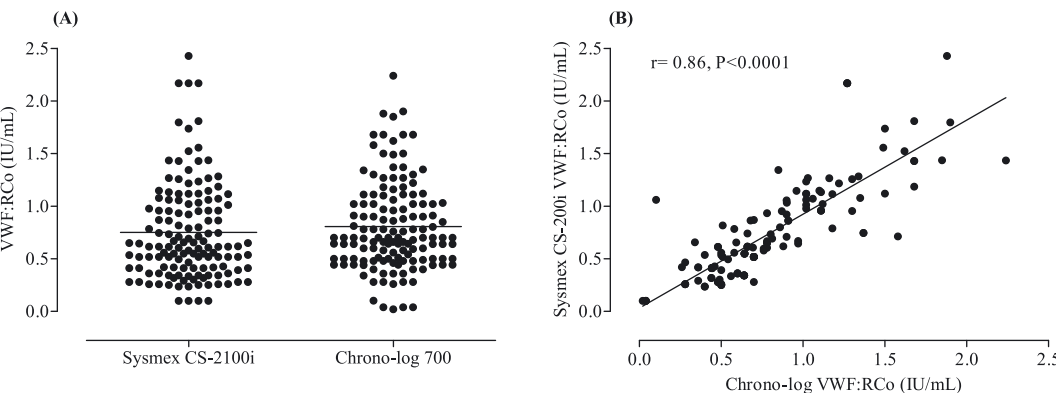 (A)
2.5
2.0
1.5
1.0
0.5
0.0
VWF:RCo (IU/mL)
Sysmex CS-2100i
Chrono-log 700
(B)
r= 0.86, P<0.0001
2.5
2.0
1.5
1.0
0.5
0.0
Sysmex CS-200i VWF:RCo (IU/mL)
0.0
0.5
1.0
1.5
2.0
2.5
Chrono-log VWF:RCo (IU/mL)